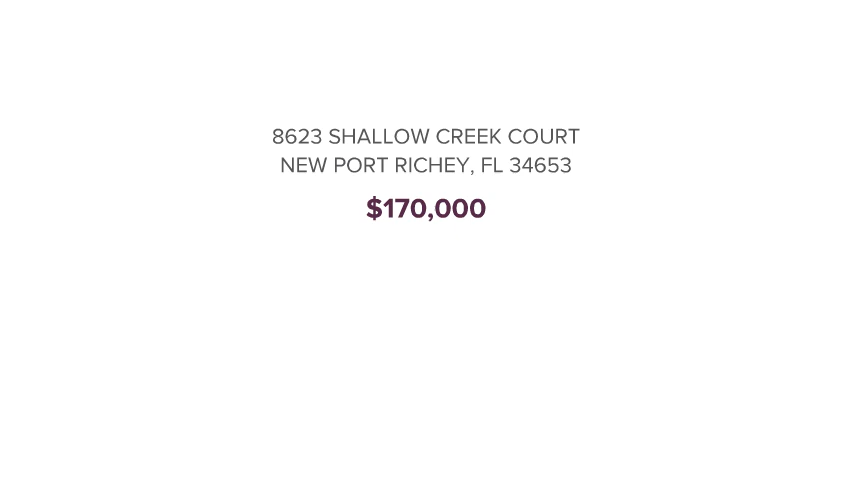 8623 SHALLOW CREEK COURT
NEW PORT RICHEY, FL 34653
$170,000